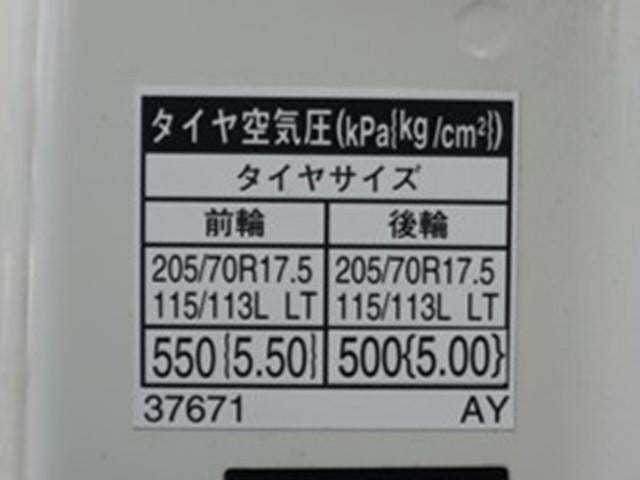 タイヤ空気圧(kPa{kg/cm²})
タイヤサイズ
前輪 後輪
205/70R17.5 205/70R17.5
115/113L LT 115/113L LT
550{5.50} 500{5.00}
37671 AY